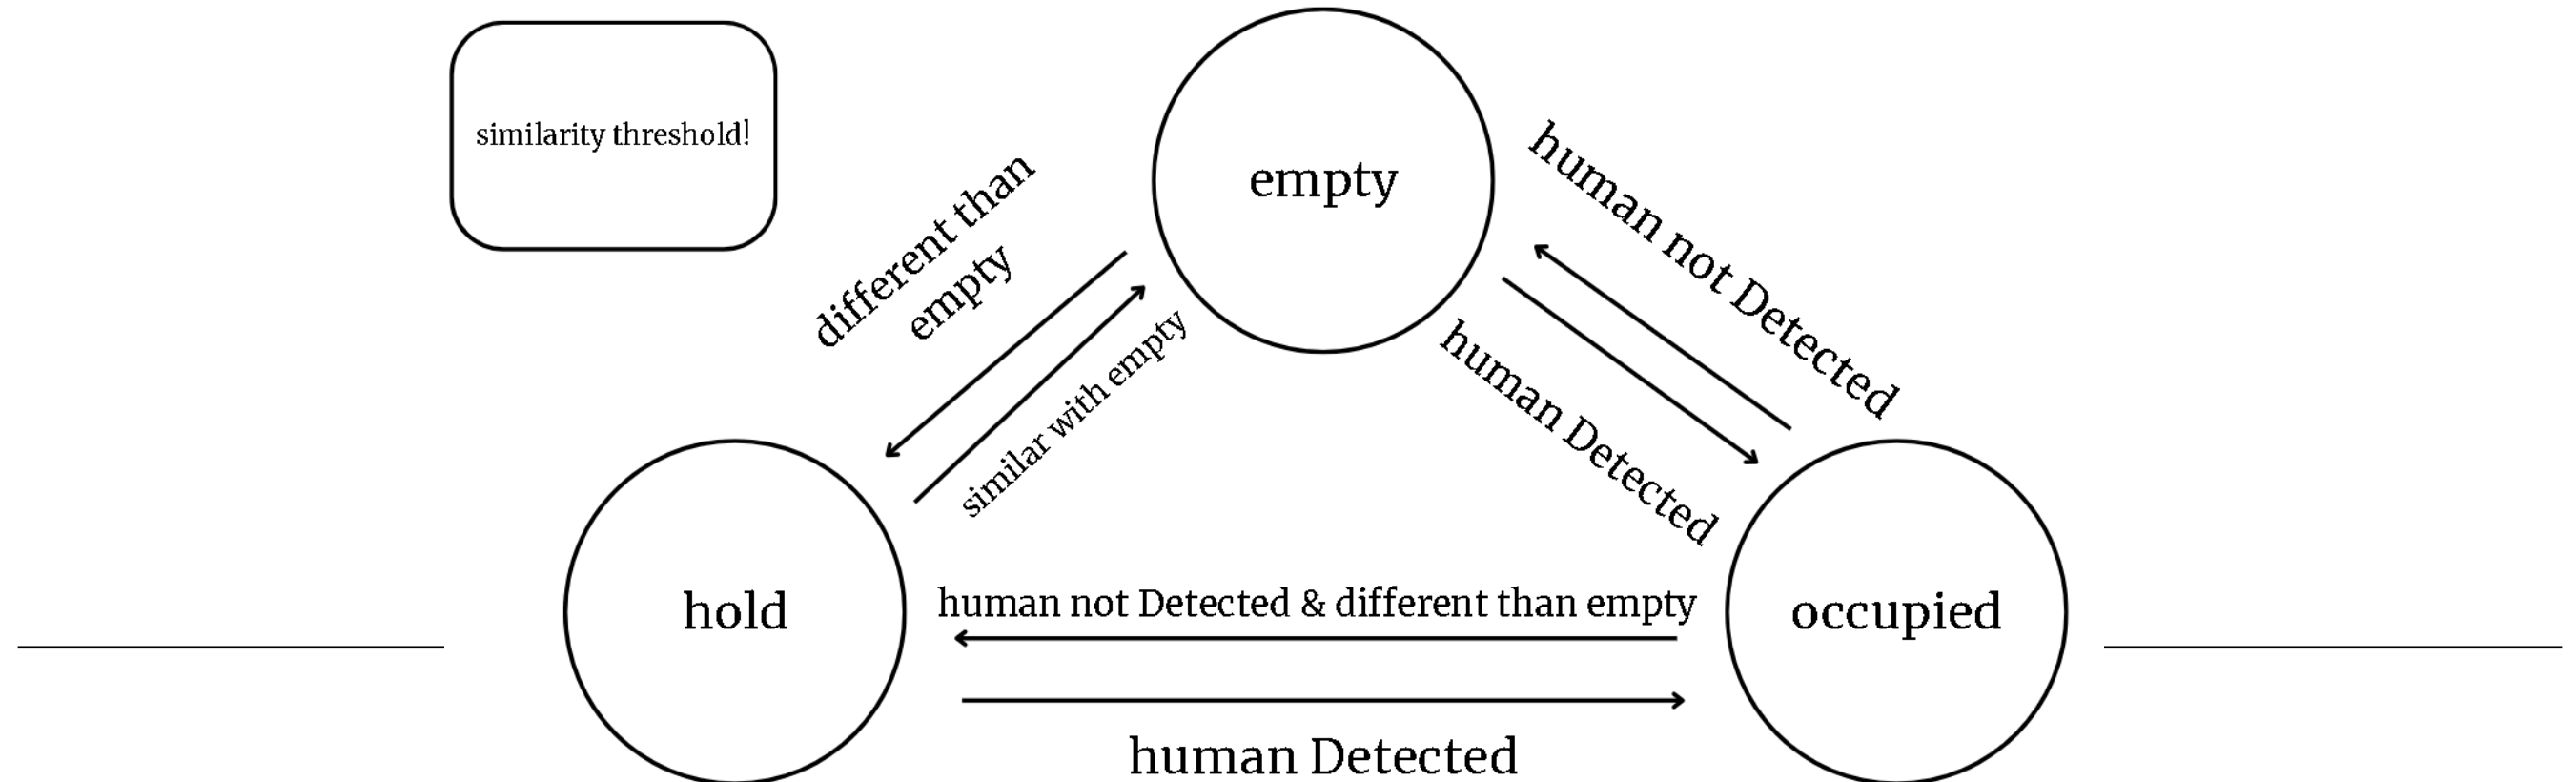 similarity threshold!
empty
different than
empty
similar with empty
human not Detected
human Detected
hold
human not Detected & different than empty
occupied
human Detected